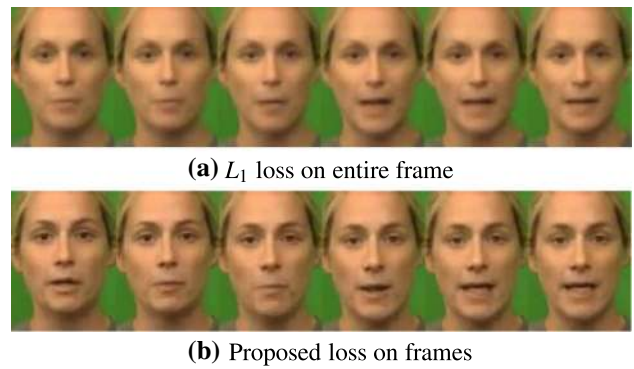 (a) L₁ loss on entire frame
(b) Proposed loss on frames